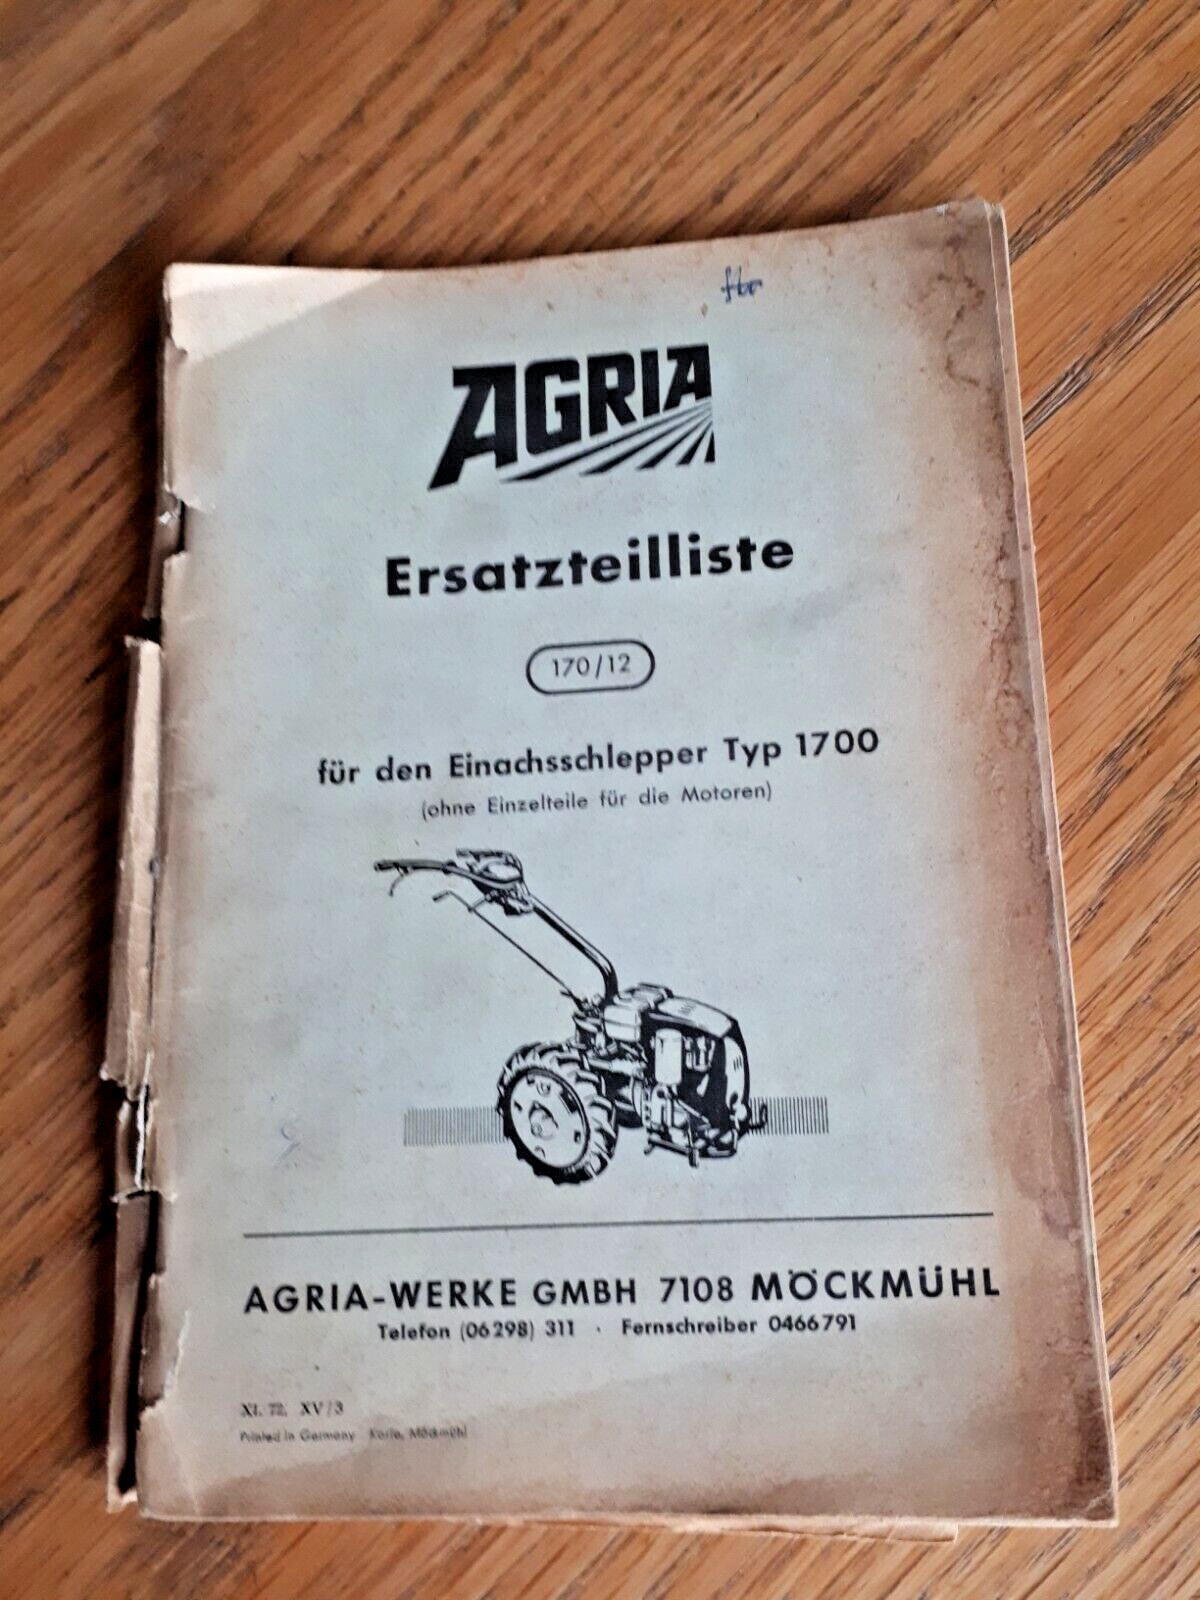 AGRIA
Ersatzteilliste
170/12
für den Einachsschlepper Typ 1700
(ohne Einzelteile für die Motoren)
AGRIA-WERKE GMBH 7108 MÖCKMÜHL
Telefon (06298) 311 · Fernschreiber 0466791
XI. 72. XV/3
Printed in Germany Möckmühl